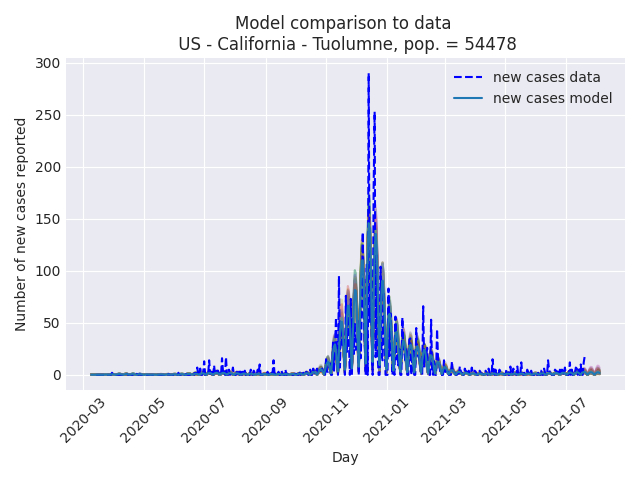 Model comparison to data
US - California - Tuolumne, pop. = 54478
new cases data
new cases model
Number of new cases reported
300
250
200
150
100
50
0
2020-03
2020-05
2020-07
2020-09
2020-11
2021-01
2021-03
2021-05
2021-07
Day